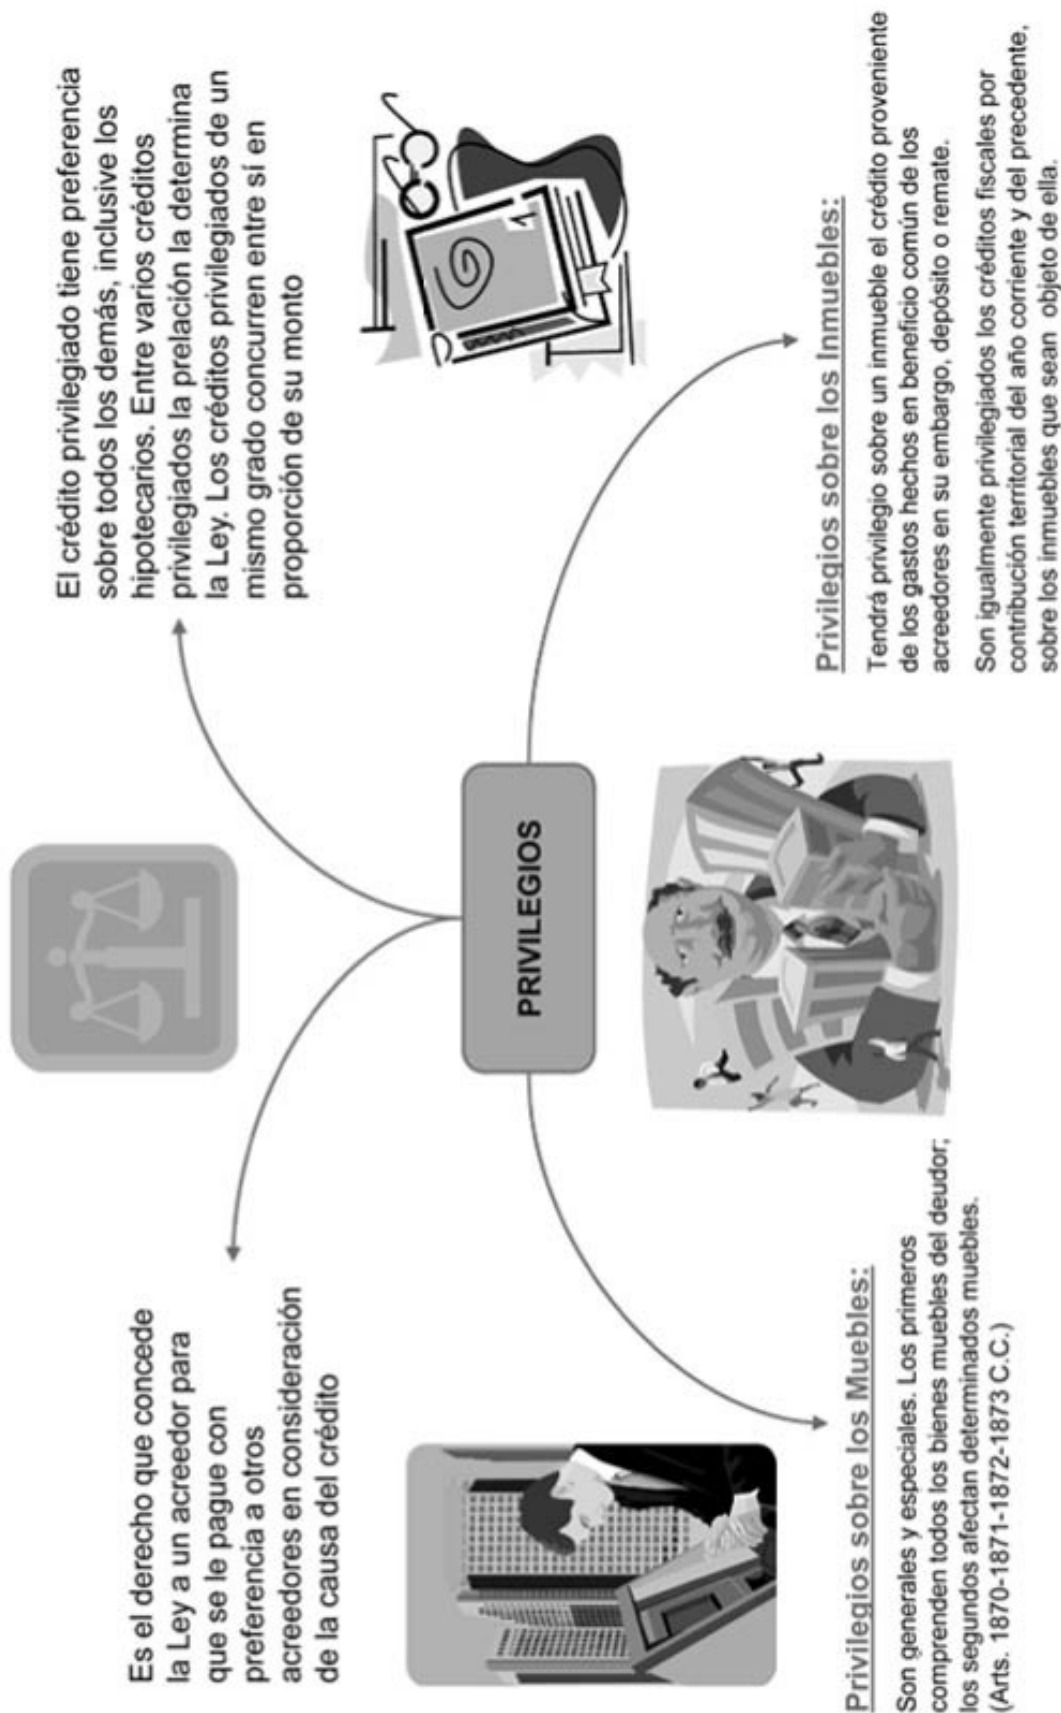 Es el derecho que concede
la Ley a un acreedor para
que se le pague con
preferencia a otros
acreedores en consideración
de la causa del crédito
El crédito privilegiado tiene preferencia
sobre todos los demás, inclusive los
hipotecarios. Entre varios créditos
privilegiados la prelación la determina
la Ley. Los créditos privilegiados de un
mismo grado concurren entre sí en
proporción de su monto
PRIVILEGIOS
Privilegios sobre los Muebles:
Son generales y especiales. Los primeros
comprenden todos los bienes muebles del deudor;
los segundos afectan determinados muebles.
(Arts. 1870-1871-1872-1873 C.C.)
Privilegios sobre los Inmuebles:
Tendrá privilegio sobre un inmueble el crédito proveniente
de los gastos hechos en beneficio común de los
acreedores en su embargo, depósito o remate.
Son igualmente privilegiados los créditos fiscales por
contribución territorial del año corriente y del precedente,
sobre los inmuebles que sean objeto de ella.